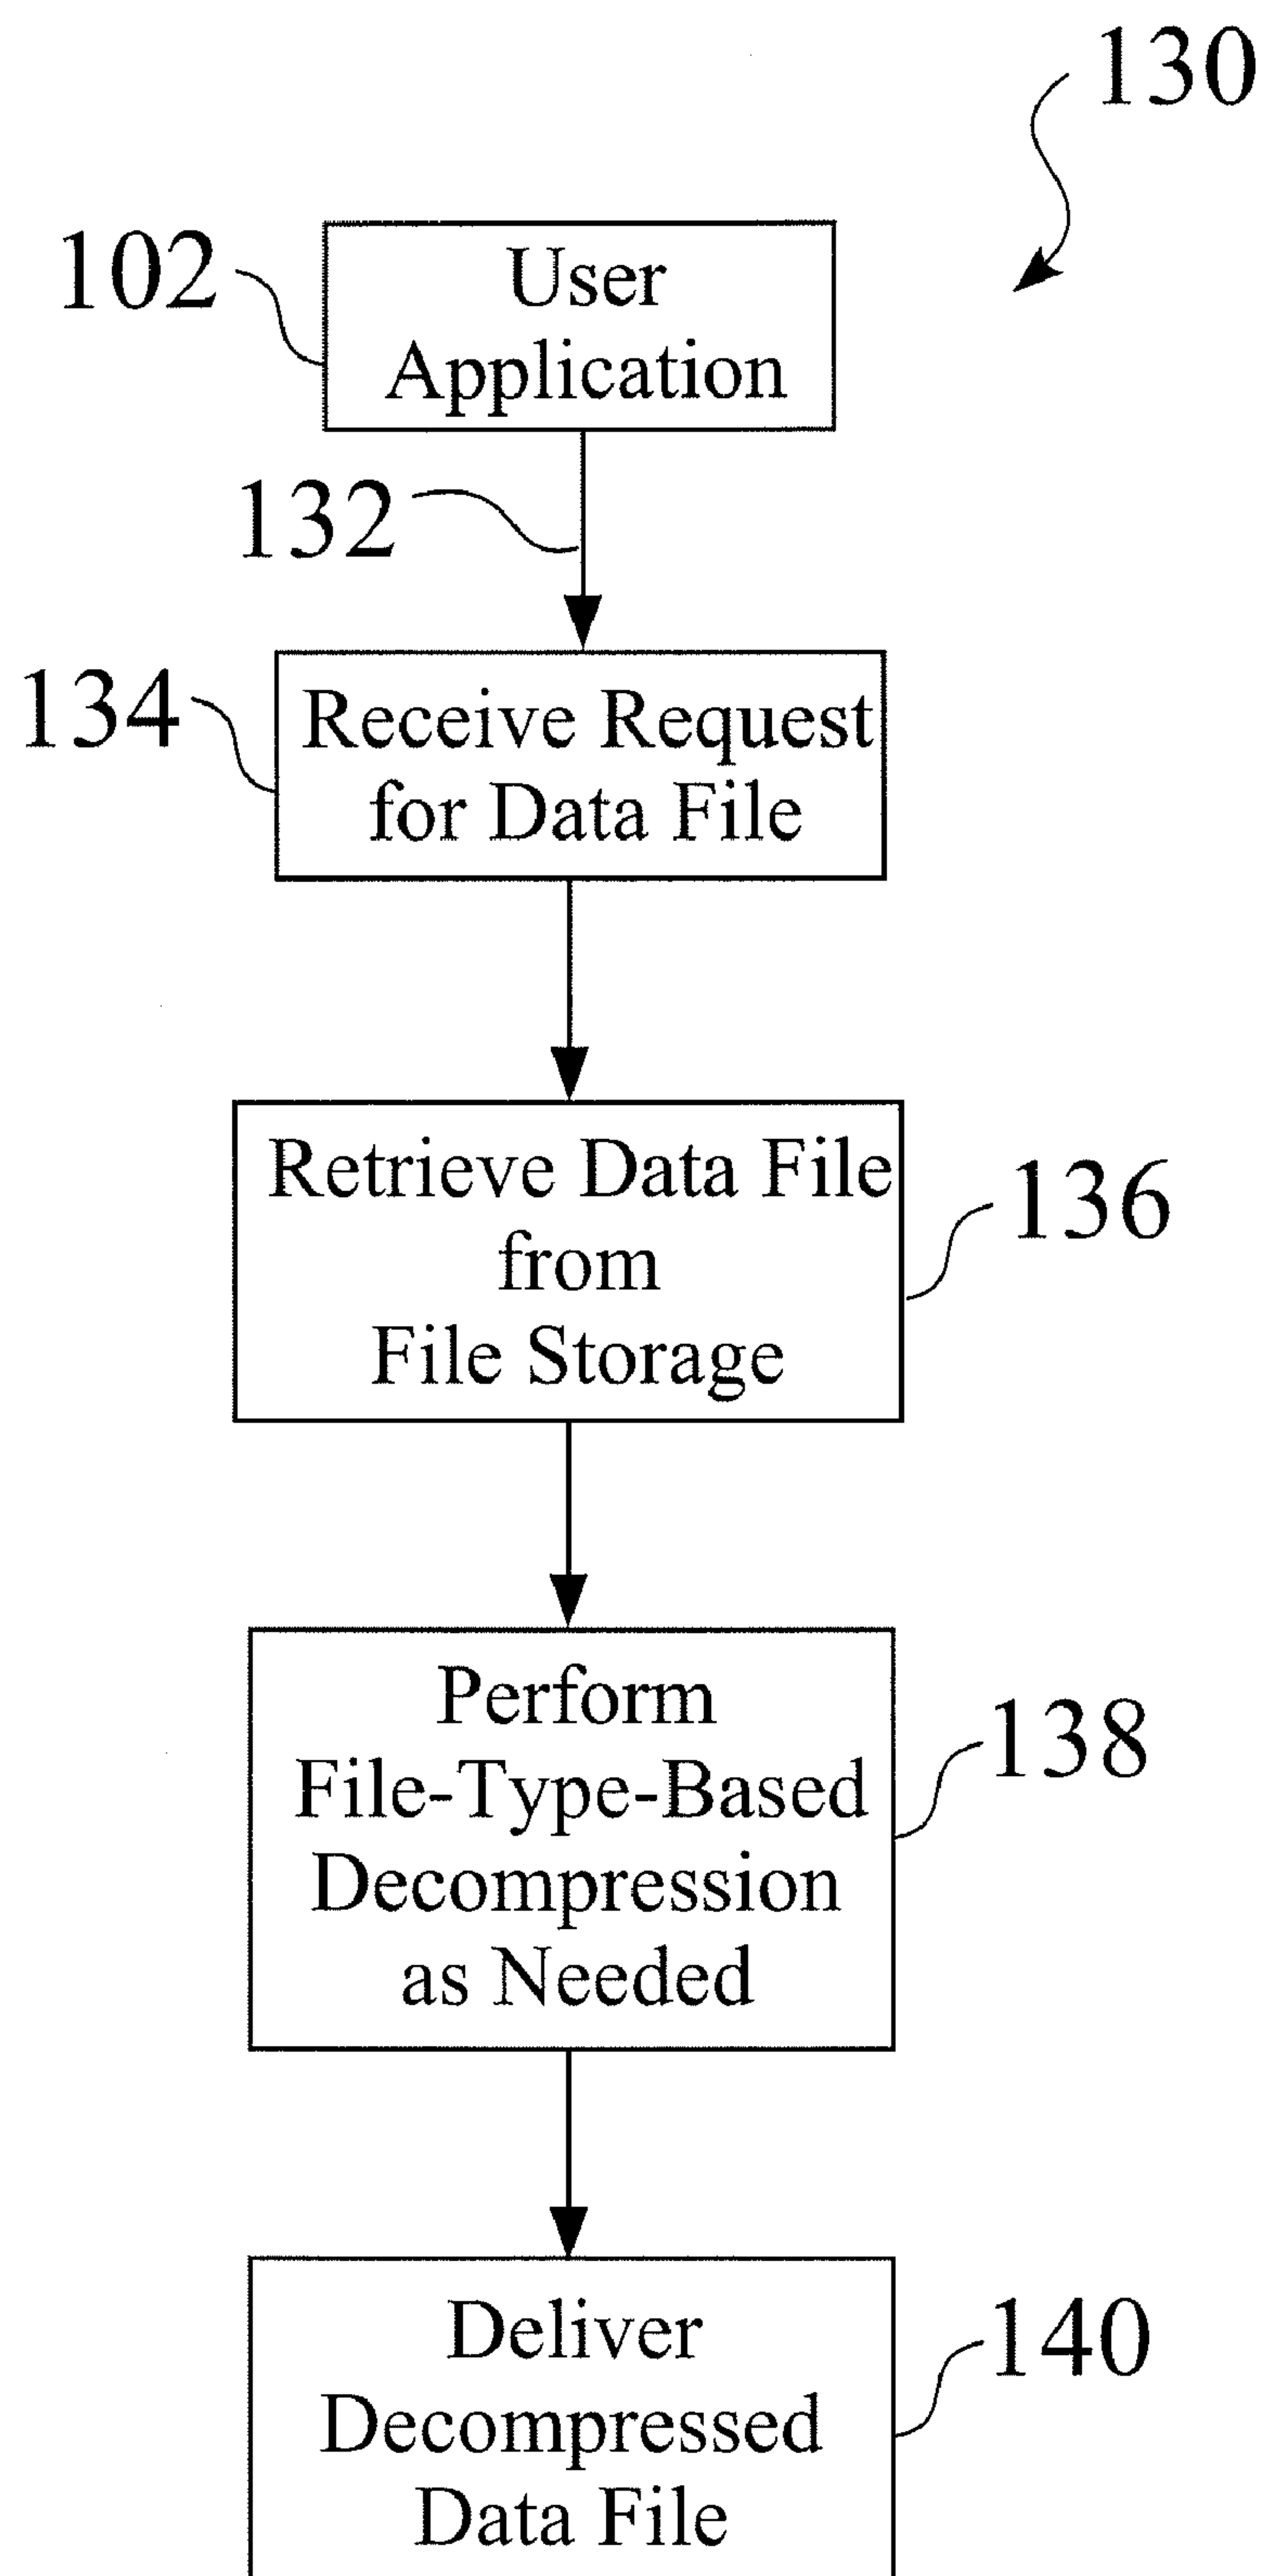 130
102
User
Application
132
134
Receive Request
for Data File
Retrieve Data File
from
File Storage
136
Perform
File-Type-Based
Decompression
as Needed
138
Deliver
Decompressed
Data File
140